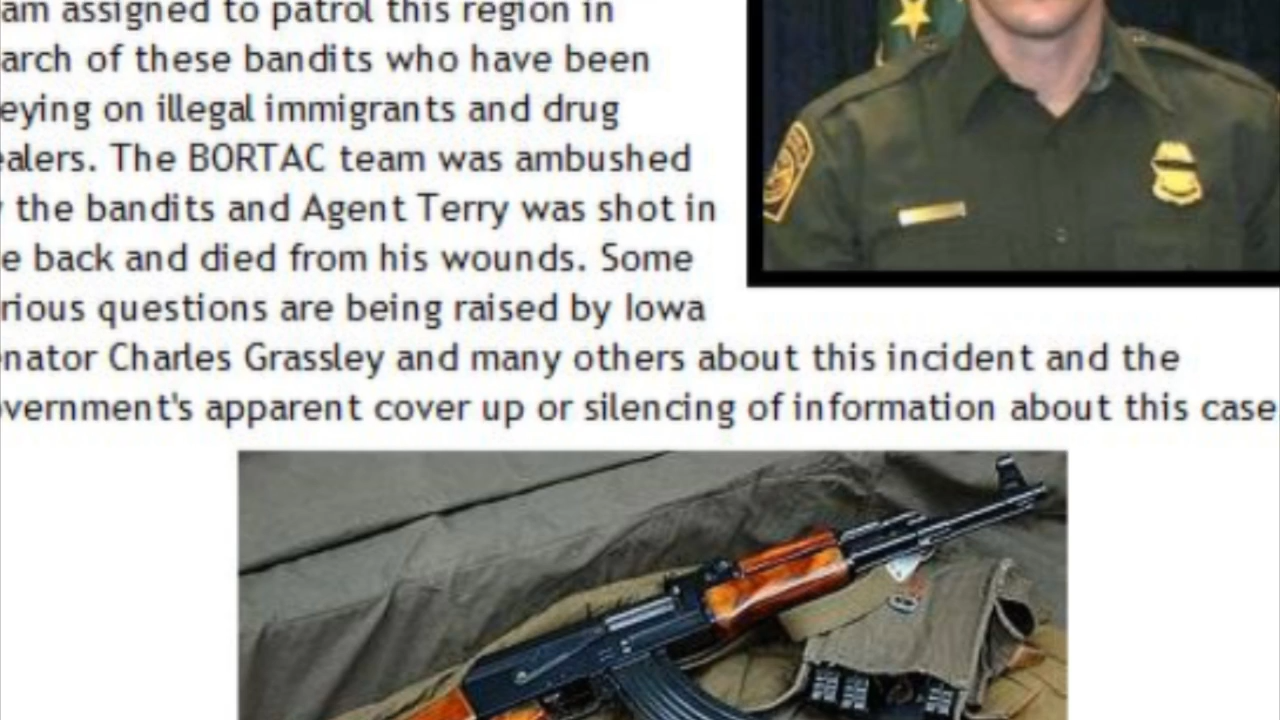 am assigned to patrol this region in
arch of these bandits who have been
eying on illegal immigrants and drug
ealers. The BORTAC team was ambushed
y the bandits and Agent Terry was shot in
e back and died from his wounds. Some
rious questions are being raised by Iowa
enator Charles Grassley and many others about this incident and the
overnment's apparent cover up or silencing of information about this case